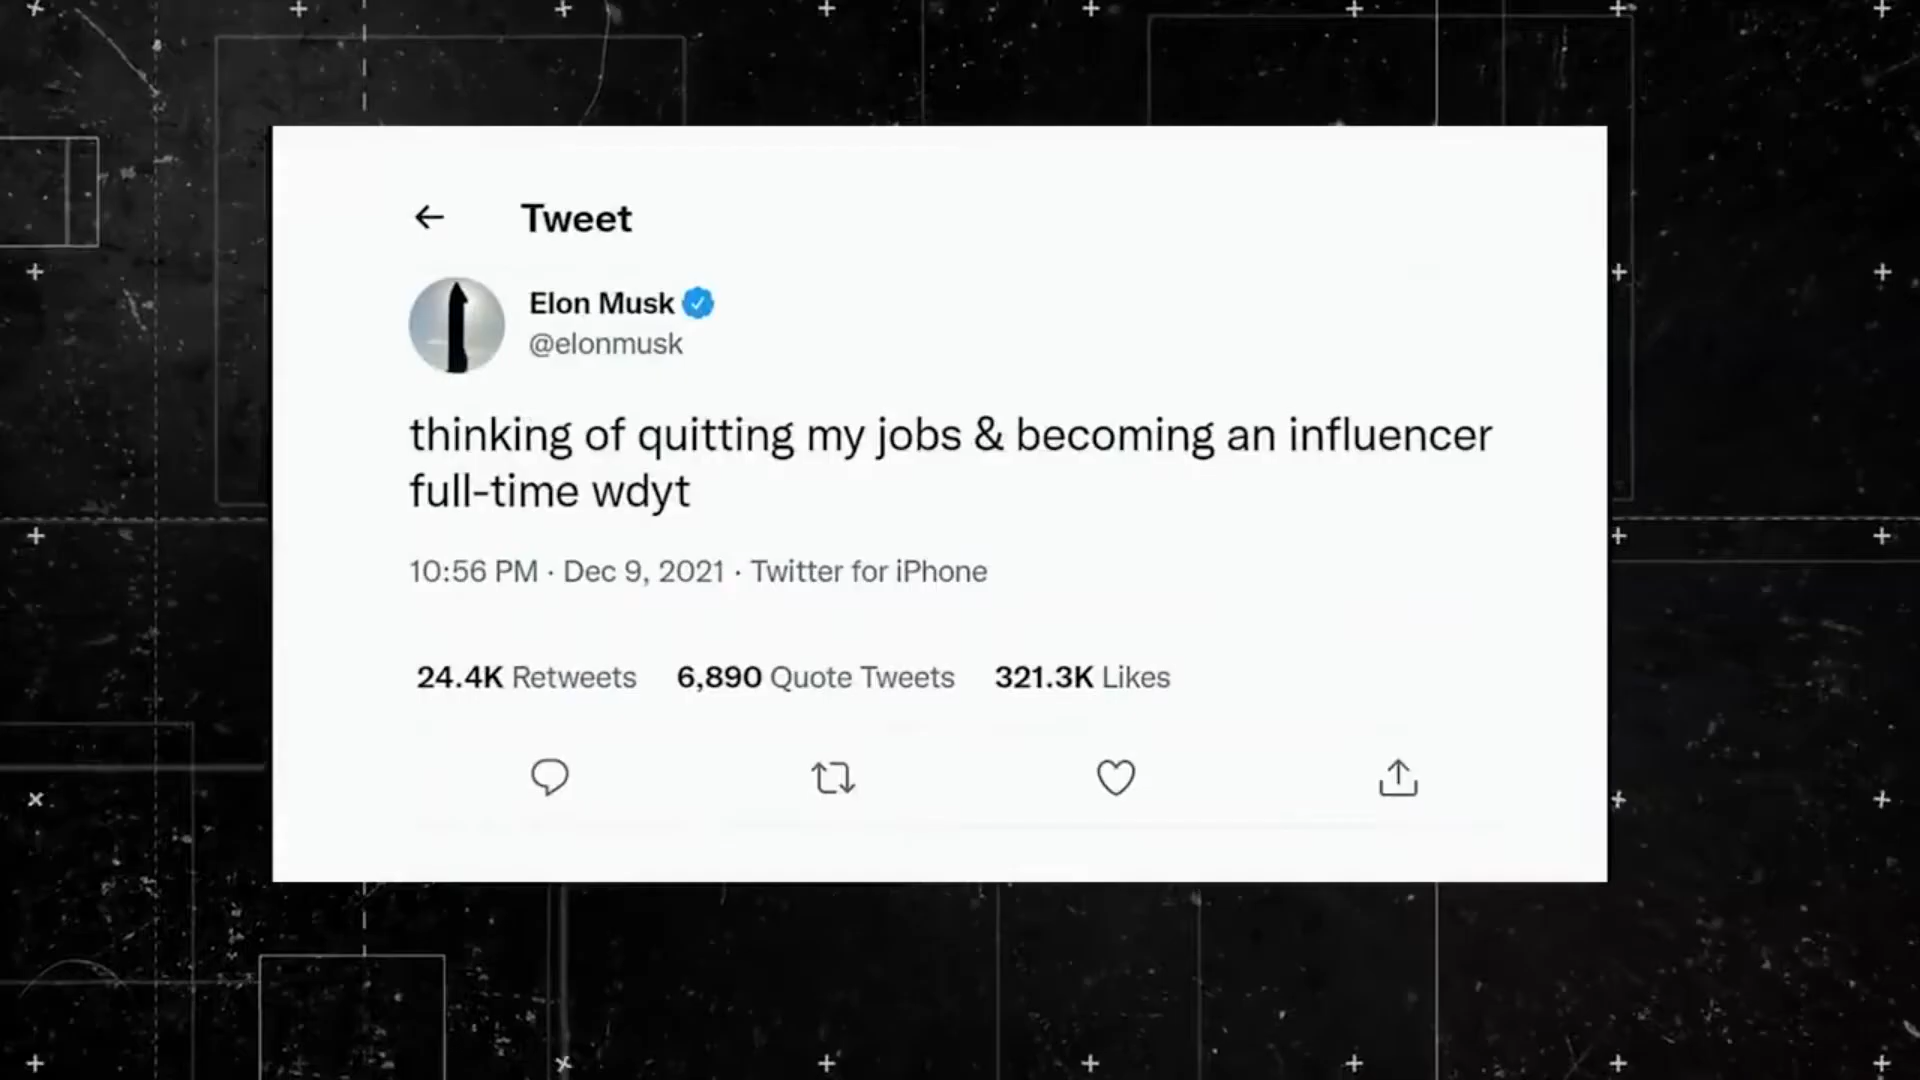 Tweet
Elon Musk
@elonmusk
thinking of quitting my jobs & becoming an influencer
full-time wdyt
10:56 PM · Dec 9, 2021 · Twitter for iPhone
24.4K Retweets 6,890 Quote Tweets 321.3K Likes